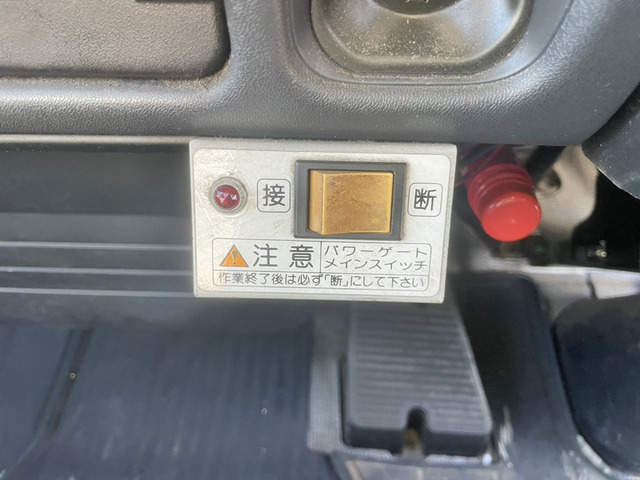 接
断
注意
パワーゲート
メインスイッチ
作業終了後は必ず「断」にして下さい